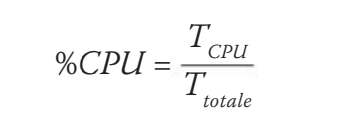 %CPU = T_CPU / T_totale